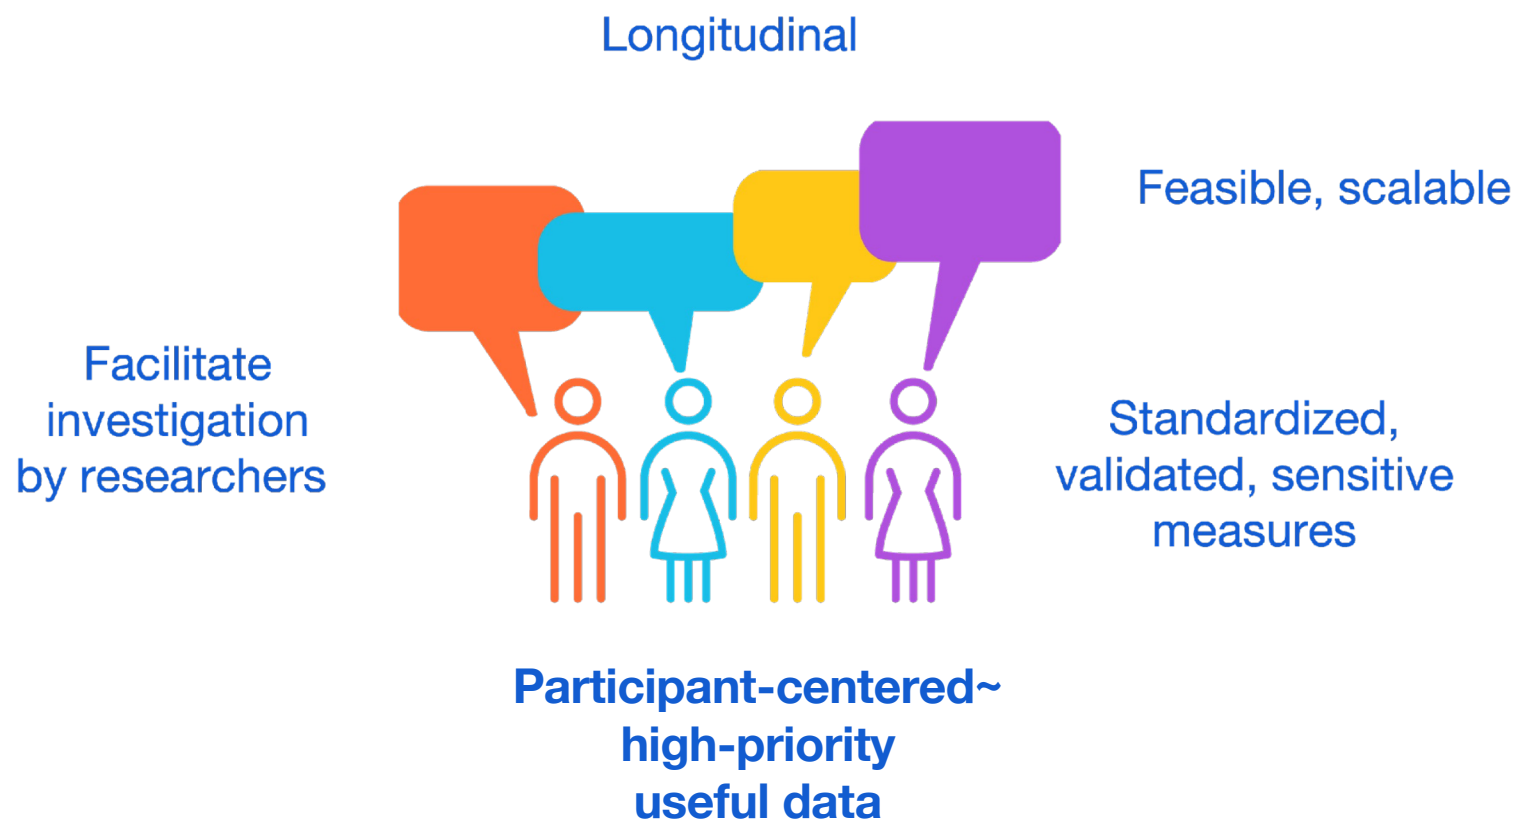 Longitudinal
Feasible, scalable
Facilitate
investigation
by researchers
Standardized,
validated, sensitive
measures
Participant-centered~
high-priority
useful data